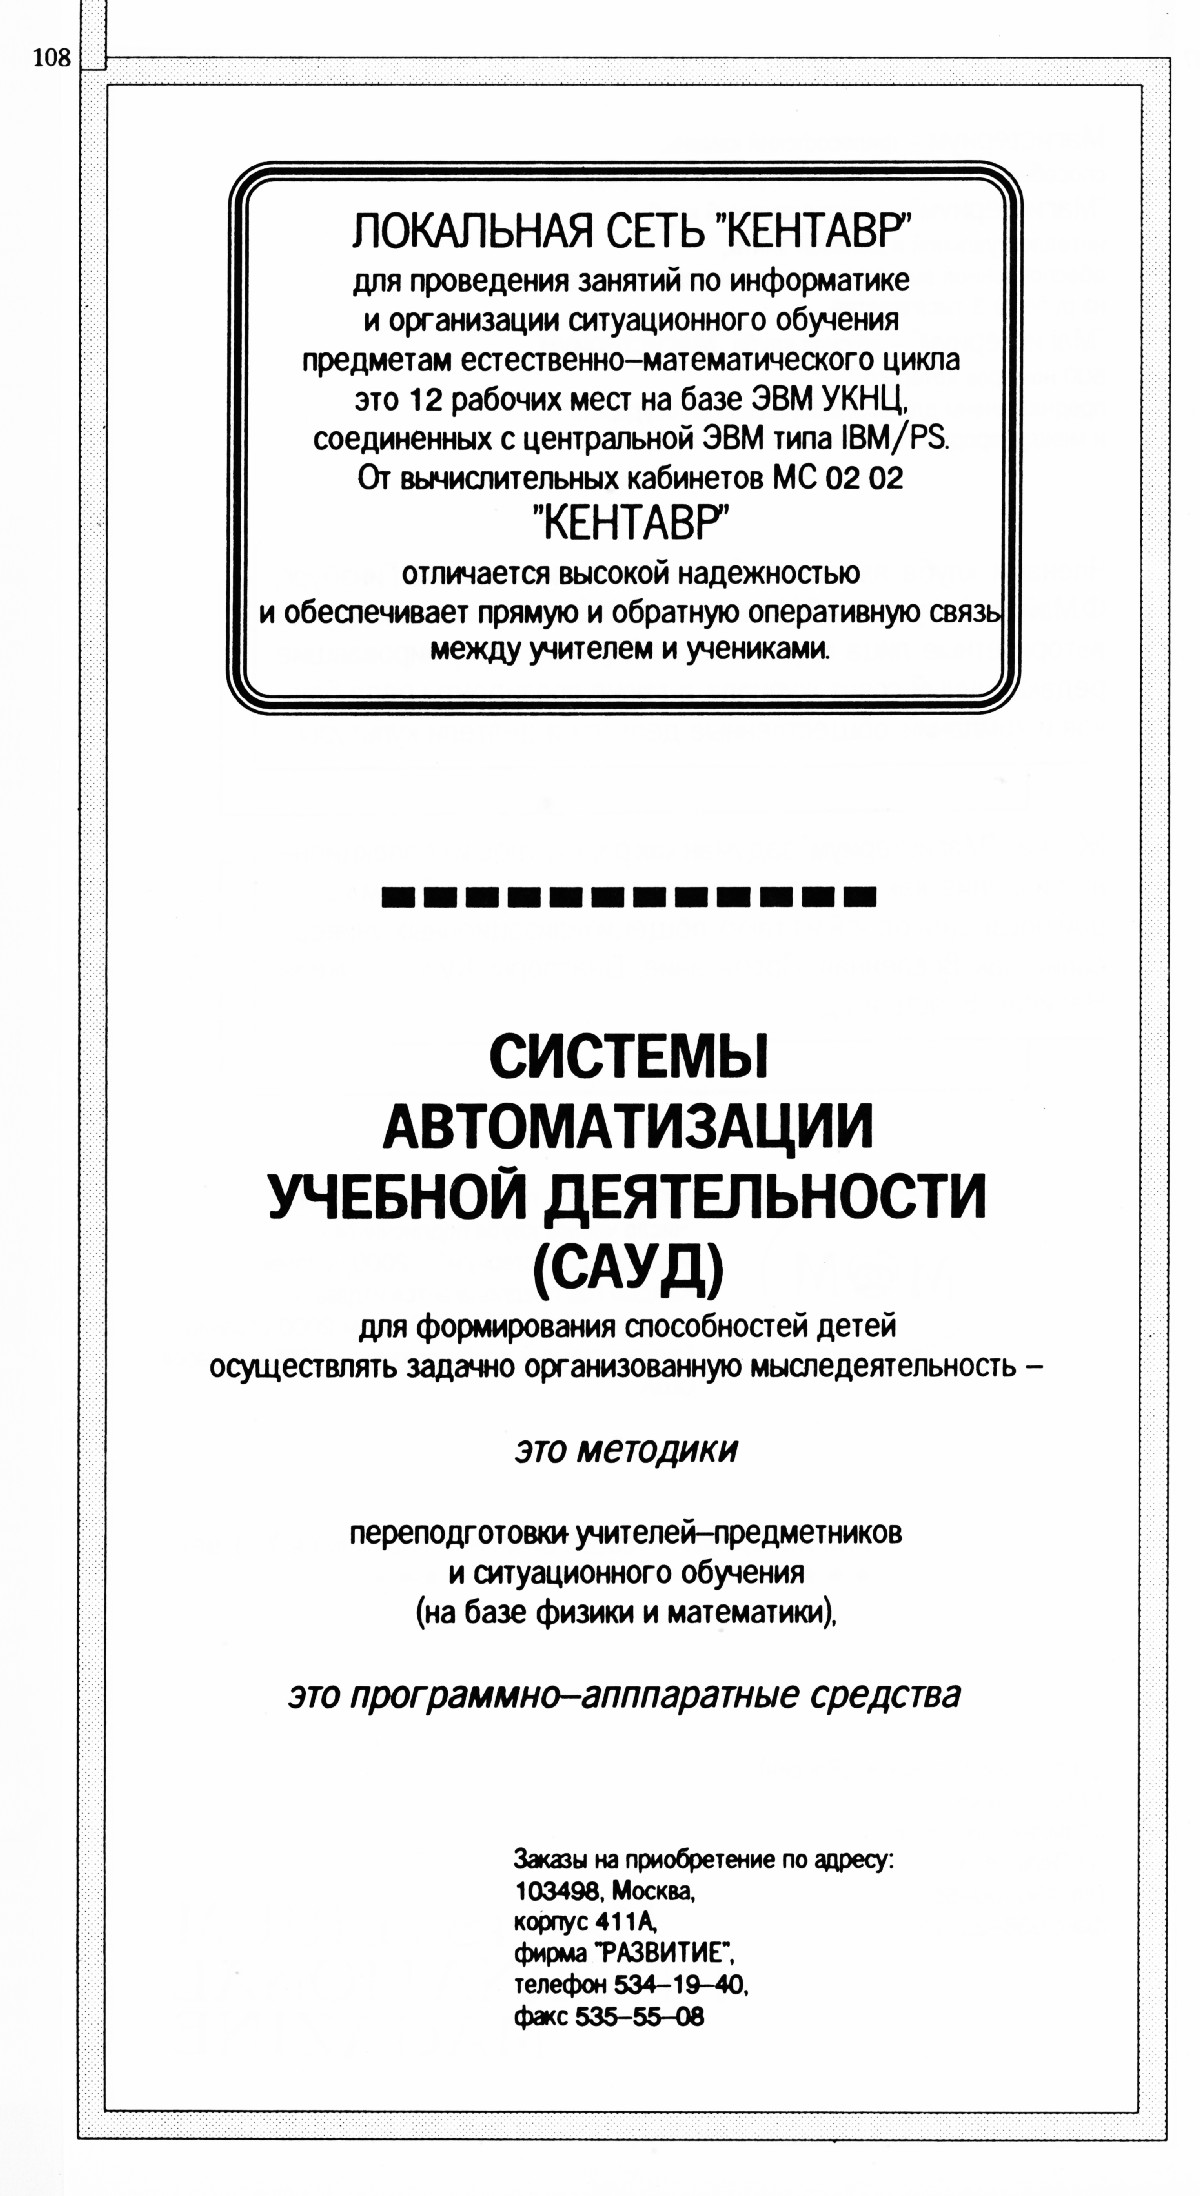 108
ЛОКАЛЬНАЯ СЕТЬ "КЕНТАВР"
для проведения занятий по информатике
и организации ситуационного обучения
предметам естественно–математического цикла
это 12 рабочих мест на базе ЭВМ УКНЦ,
соединенных с центральной ЭВМ типа IBM/PS.
От вычислительных кабинетов МС 02 02
"КЕНТАВР"
отличается высокой надежностью
и обеспечивает прямую и обратную оперативную связь
между учителем и учениками.
СИСТЕМЫ
АВТОМАТИЗАЦИИ
УЧЕБНОЙ ДЕЯТЕЛЬНОСТИ
(САУД)
для формирования способностей детей
осуществлять задачно организованную мыследеятельность –
это методики
переподготовки учителей–предметников
и ситуационного обучения
(на базе физики и математики),
это программно–апппаратные средства
Заказы на приобретение по адресу:
103498, Москва,
корпус 411А,
фирма "РАЗВИТИЕ",
телефон 534–19–40,
факс 535–55–08